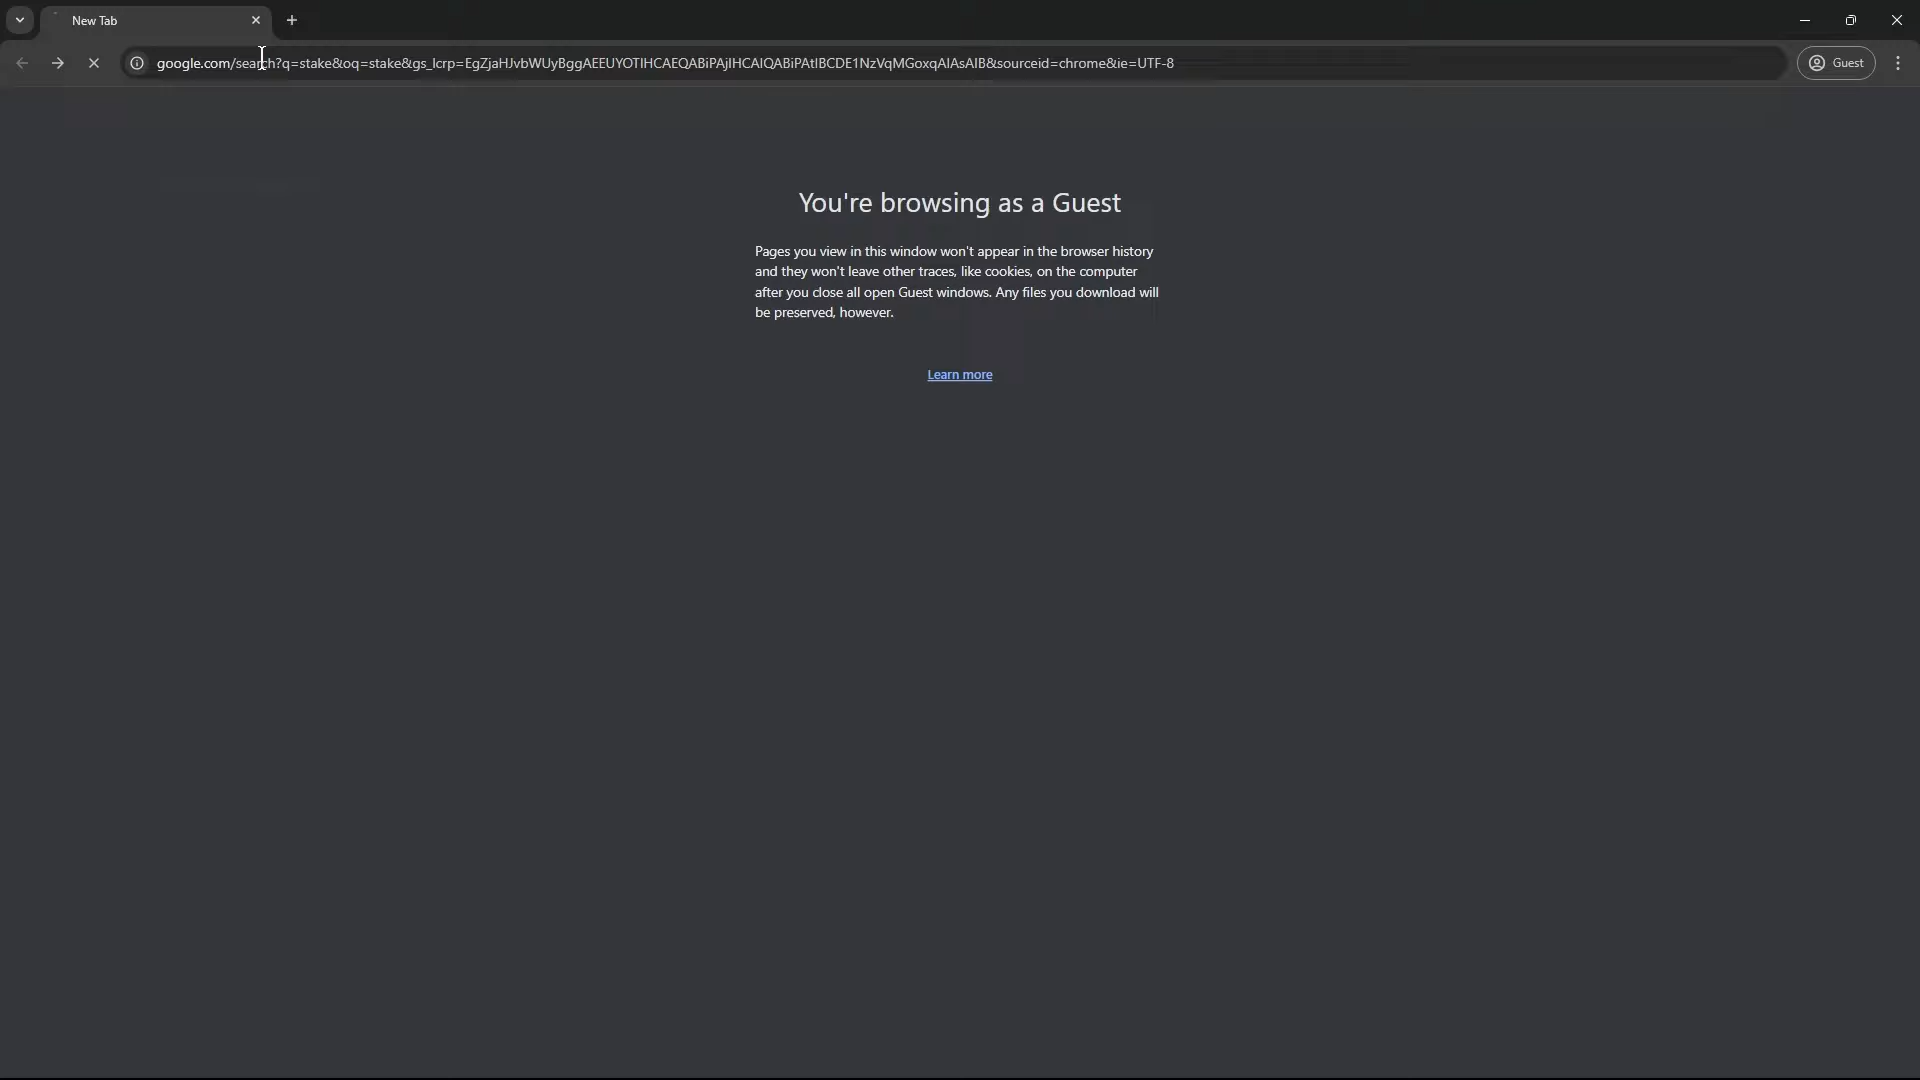 New Tab
google.com/search?q=stake&oq=stake&gs_lcrp=EgZjaHJvbWUyBggAEEUYOTIHCAEQABiPAjIHCAIQABiPAtIBCDE1NzVqMGoxqAIAsAIB&sourceid=chrome&ie=UTF-8
Guest
You're browsing as a Guest
Pages you view in this window won't appear in the browser history
and they won't leave other traces, like cookies, on the computer
after you close all open Guest windows. Any files you download will
be preserved, however.
Learn more